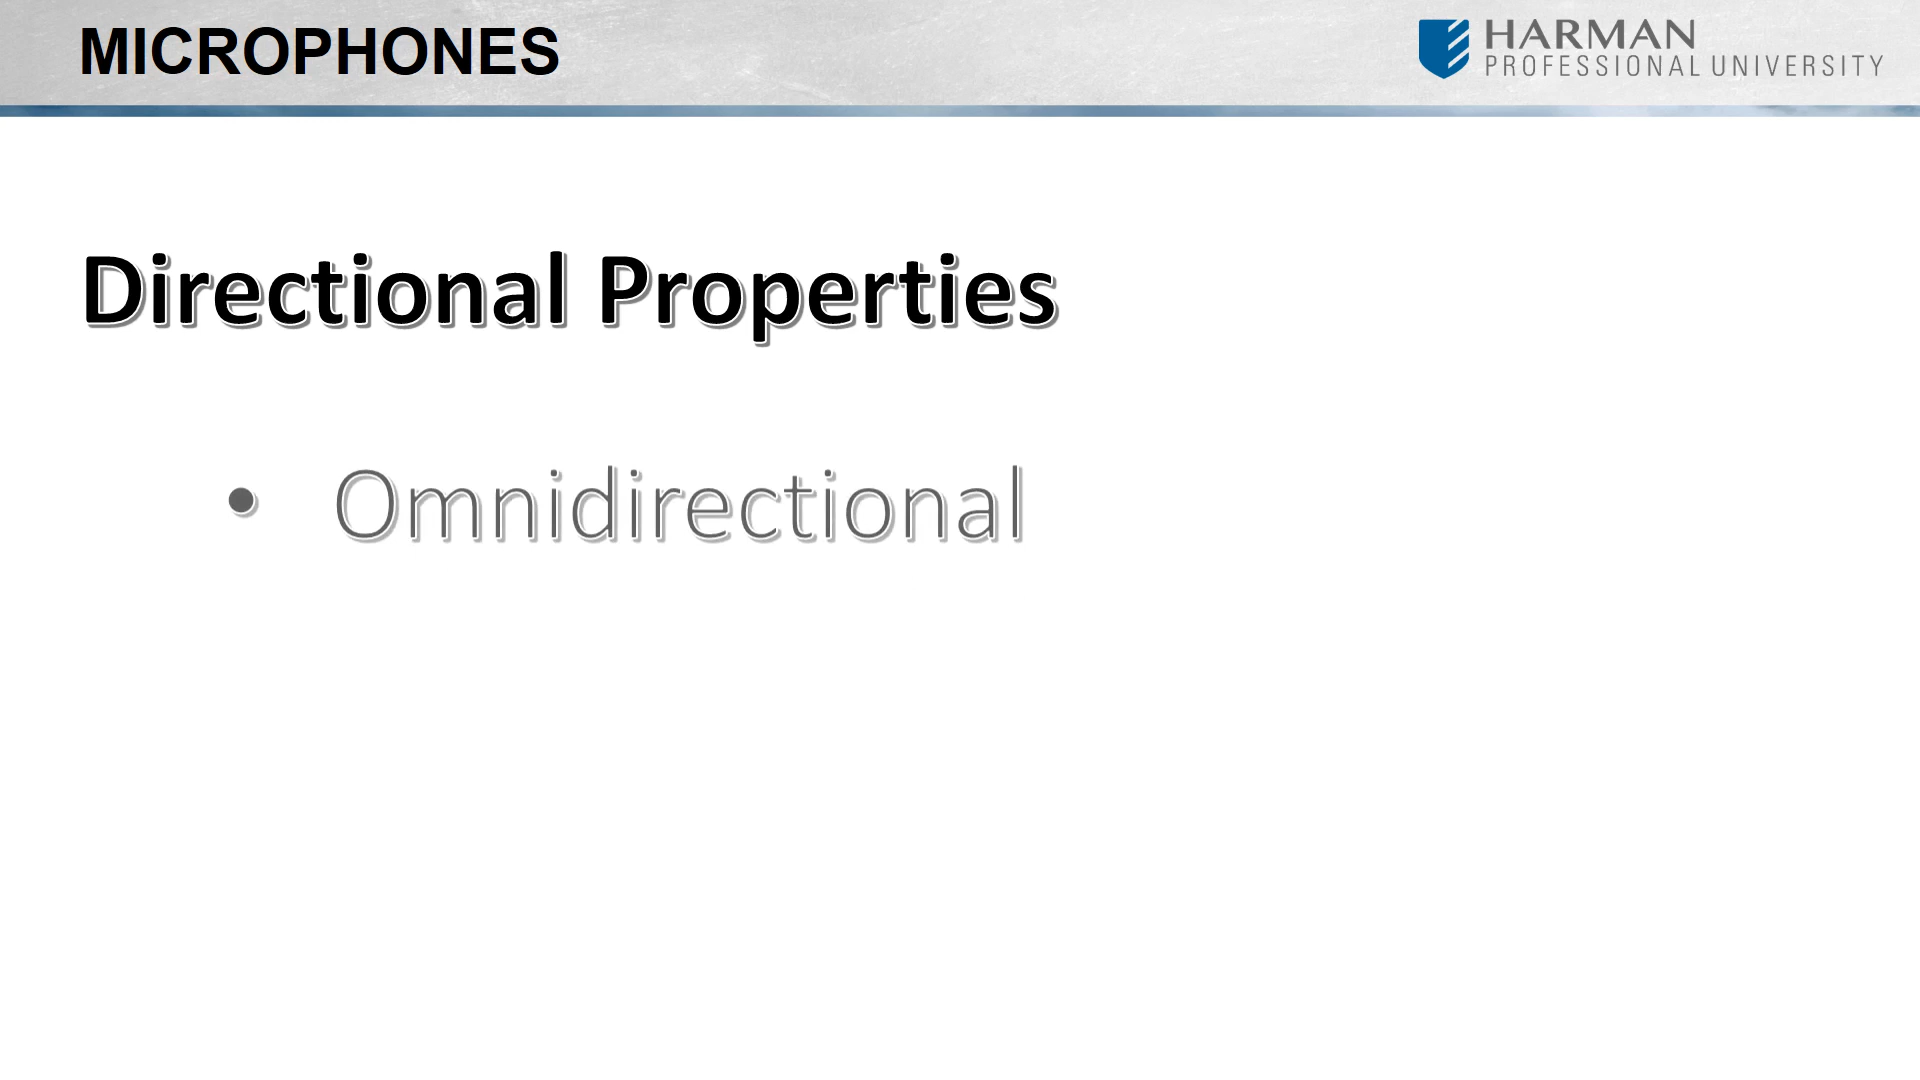 MICROPHONES
HARMAN
PROFESSIONAL UNIVERSITY
Directional Properties
• Omnidirectional